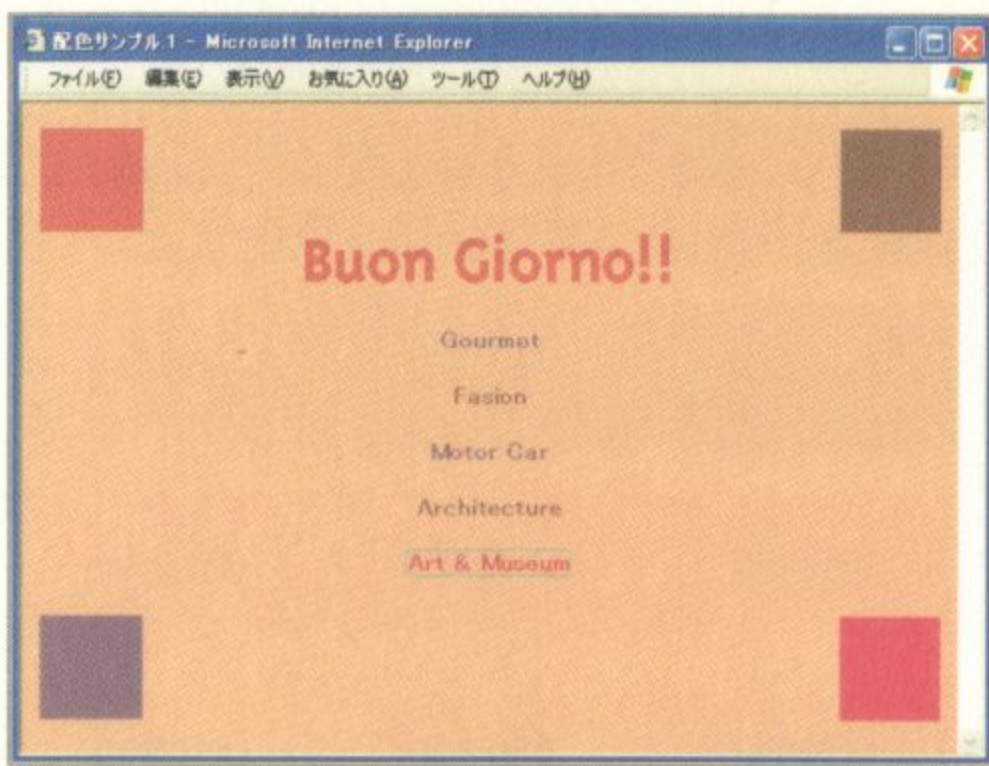 配色サンプル1 - Microsoft Internet Explorer
ファイル(F) 編集(E) 表示(V) お気に入り(A) ツール(T) ヘルプ(H)
Buon Giorno!!
Gourmet
Fasion
Motor Car
Architecture
Art & Museum